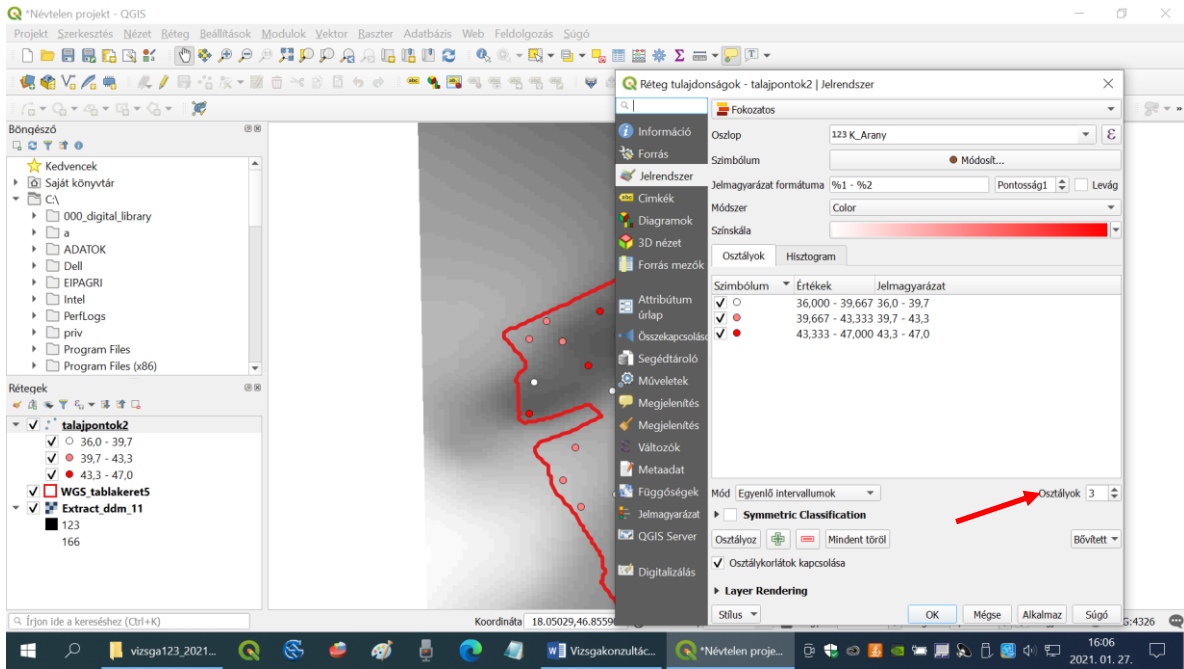 *Névtelen projekt - QGIS
Projekt Szerkesztés Nézet Réteg Beállítások Modulok Vektor Raszter Adatbázis Web Feldolgozás Súgó
Böngésző
Kedvencek
Saját könyvtár
C:\
000_digital_library
a
ADATOK
Dell
EIPAGRI
Intel
PerfLogs
priv
Program Files
Program Files (x86)
Rétegek
talajpontok2
36,0 - 39,7
39,7 - 43,3
43,3 - 47,0
WGS_tablakeret5
Extract_ddm_11
123
166
Réteg tulajdonságok - talajpontok2 | Jelrendszer
Információ
Forrás
Jelrendszer
Cimkék
Diagramok
3D nézet
Forrás mezők
Attribútum
űrlap
Összekapcsoláso
Segédtároló
Műveletek
Megjelenítés
Megjelenítés
Változók
Metaadat
Függőségek
Jelmagyarázat
QGIS Server
Digitalizálás
Fokozatos
Oszlop 123 K_Arany
Szimbólum Módosít...
Jelmagyarázat formátuma %1 - %2 Pontosság1 Levág
Módszer Color
Színskála
Osztályok Hisztogram
Szimbólum Értékek Jelmagyarázat
36,000 - 39,667 36,0 - 39,7
39,667 - 43,333 39,7 - 43,3
43,333 - 47,000 43,3 - 47,0
Mód Egyenlő intervallumok Osztályok 3
Symmetric Classification
Osztályoz Mindent töröl Bővített
Osztálykorlátok kapcsolása
Layer Rendering
Stílus OK Mégse Alkalmaz Súgó
Írjon ide a kereséshez (Ctrl+K)
Koordináta 18.05029,46.8559
G:4326
vizsga123_2021...
Vizsgakonzultác...
*Névtelen proje...
16:06
2021. 01. 27.